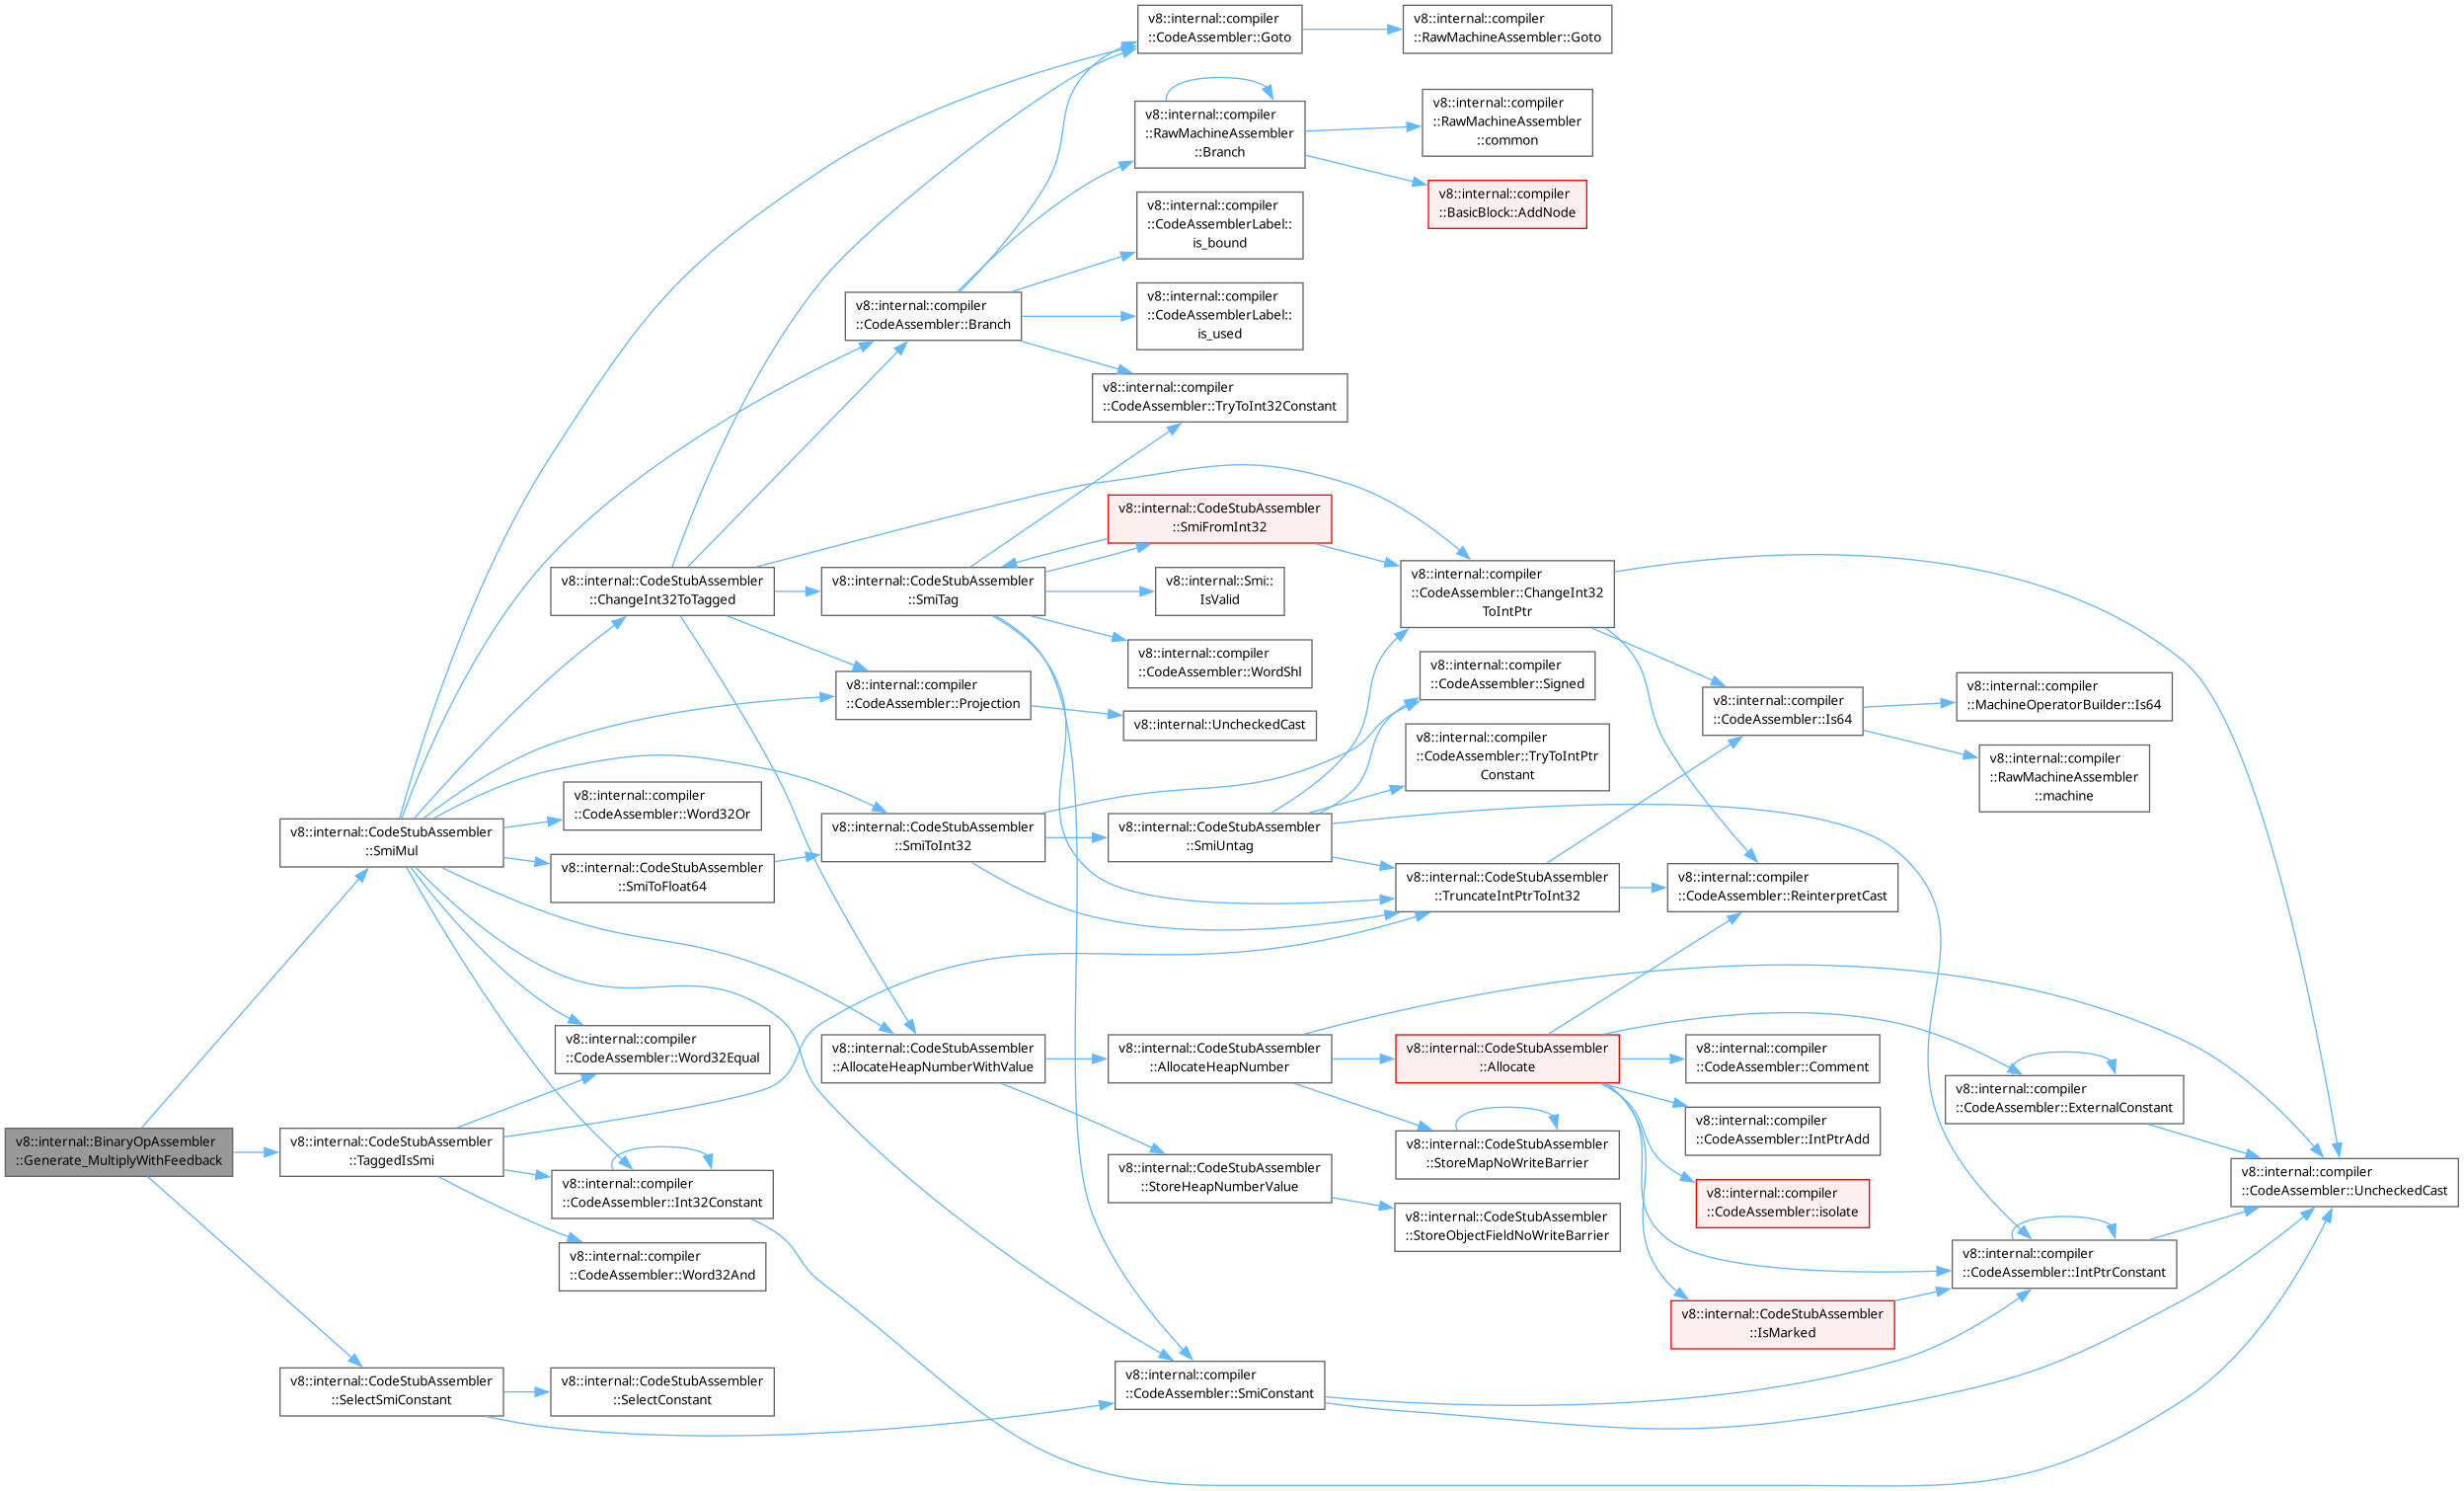 v8::internal::compiler
::CodeAssembler::Goto
v8::internal::compiler
::RawMachineAssembler::Goto
v8::internal::compiler
::RawMachineAssembler
::Branch
v8::internal::compiler
::RawMachineAssembler
::common
v8::internal::compiler
::BasicBlock::AddNode
v8::internal::compiler
::CodeAssemblerLabel::
is_bound
v8::internal::compiler
::CodeAssembler::Branch
v8::internal::compiler
::CodeAssemblerLabel::
is_used
v8::internal::compiler
::CodeAssembler::TryToInt32Constant
v8::internal::CodeStubAssembler
::SmiFromInt32
v8::internal::CodeStubAssembler
::ChangeInt32ToTagged
v8::internal::CodeStubAssembler
::SmiTag
v8::internal::Smi::
IsValid
v8::internal::compiler
::CodeAssembler::ChangeInt32
ToIntPtr
v8::internal::compiler
::CodeAssembler::WordShl
v8::internal::compiler
::CodeAssembler::Signed
v8::internal::compiler
::CodeAssembler::Projection
v8::internal::UncheckedCast
v8::internal::compiler
::CodeAssembler::Is64
v8::internal::compiler
::MachineOperatorBuilder::Is64
v8::internal::compiler
::CodeAssembler::TryToIntPtr
Constant
v8::internal::compiler
::RawMachineAssembler
::machine
v8::internal::compiler
::CodeAssembler::Word32Or
v8::internal::CodeStubAssembler
::SmiMul
v8::internal::CodeStubAssembler
::SmiToInt32
v8::internal::CodeStubAssembler
::SmiUntag
v8::internal::CodeStubAssembler
::SmiToFloat64
v8::internal::CodeStubAssembler
::TruncateIntPtrToInt32
v8::internal::compiler
::CodeAssembler::ReinterpretCast
v8::internal::compiler
::CodeAssembler::Word32Equal
v8::internal::CodeStubAssembler
::AllocateHeapNumberWithValue
v8::internal::CodeStubAssembler
::AllocateHeapNumber
v8::internal::CodeStubAssembler
::Allocate
v8::internal::compiler
::CodeAssembler::Comment
v8::internal::compiler
::CodeAssembler::ExternalConstant
v8::internal::compiler
::CodeAssembler::IntPtrAdd
v8::internal::BinaryOpAssembler
::Generate_MultiplyWithFeedback
v8::internal::CodeStubAssembler
::TaggedIsSmi
v8::internal::CodeStubAssembler
::StoreMapNoWriteBarrier
v8::internal::compiler
::CodeAssembler::Int32Constant
v8::internal::CodeStubAssembler
::StoreHeapNumberValue
v8::internal::compiler
::CodeAssembler::isolate
v8::internal::compiler
::CodeAssembler::UncheckedCast
v8::internal::CodeStubAssembler
::StoreObjectFieldNoWriteBarrier
v8::internal::compiler
::CodeAssembler::Word32And
v8::internal::compiler
::CodeAssembler::IntPtrConstant
v8::internal::CodeStubAssembler
::IsMarked
v8::internal::CodeStubAssembler
::SelectSmiConstant
v8::internal::CodeStubAssembler
::SelectConstant
v8::internal::compiler
::CodeAssembler::SmiConstant